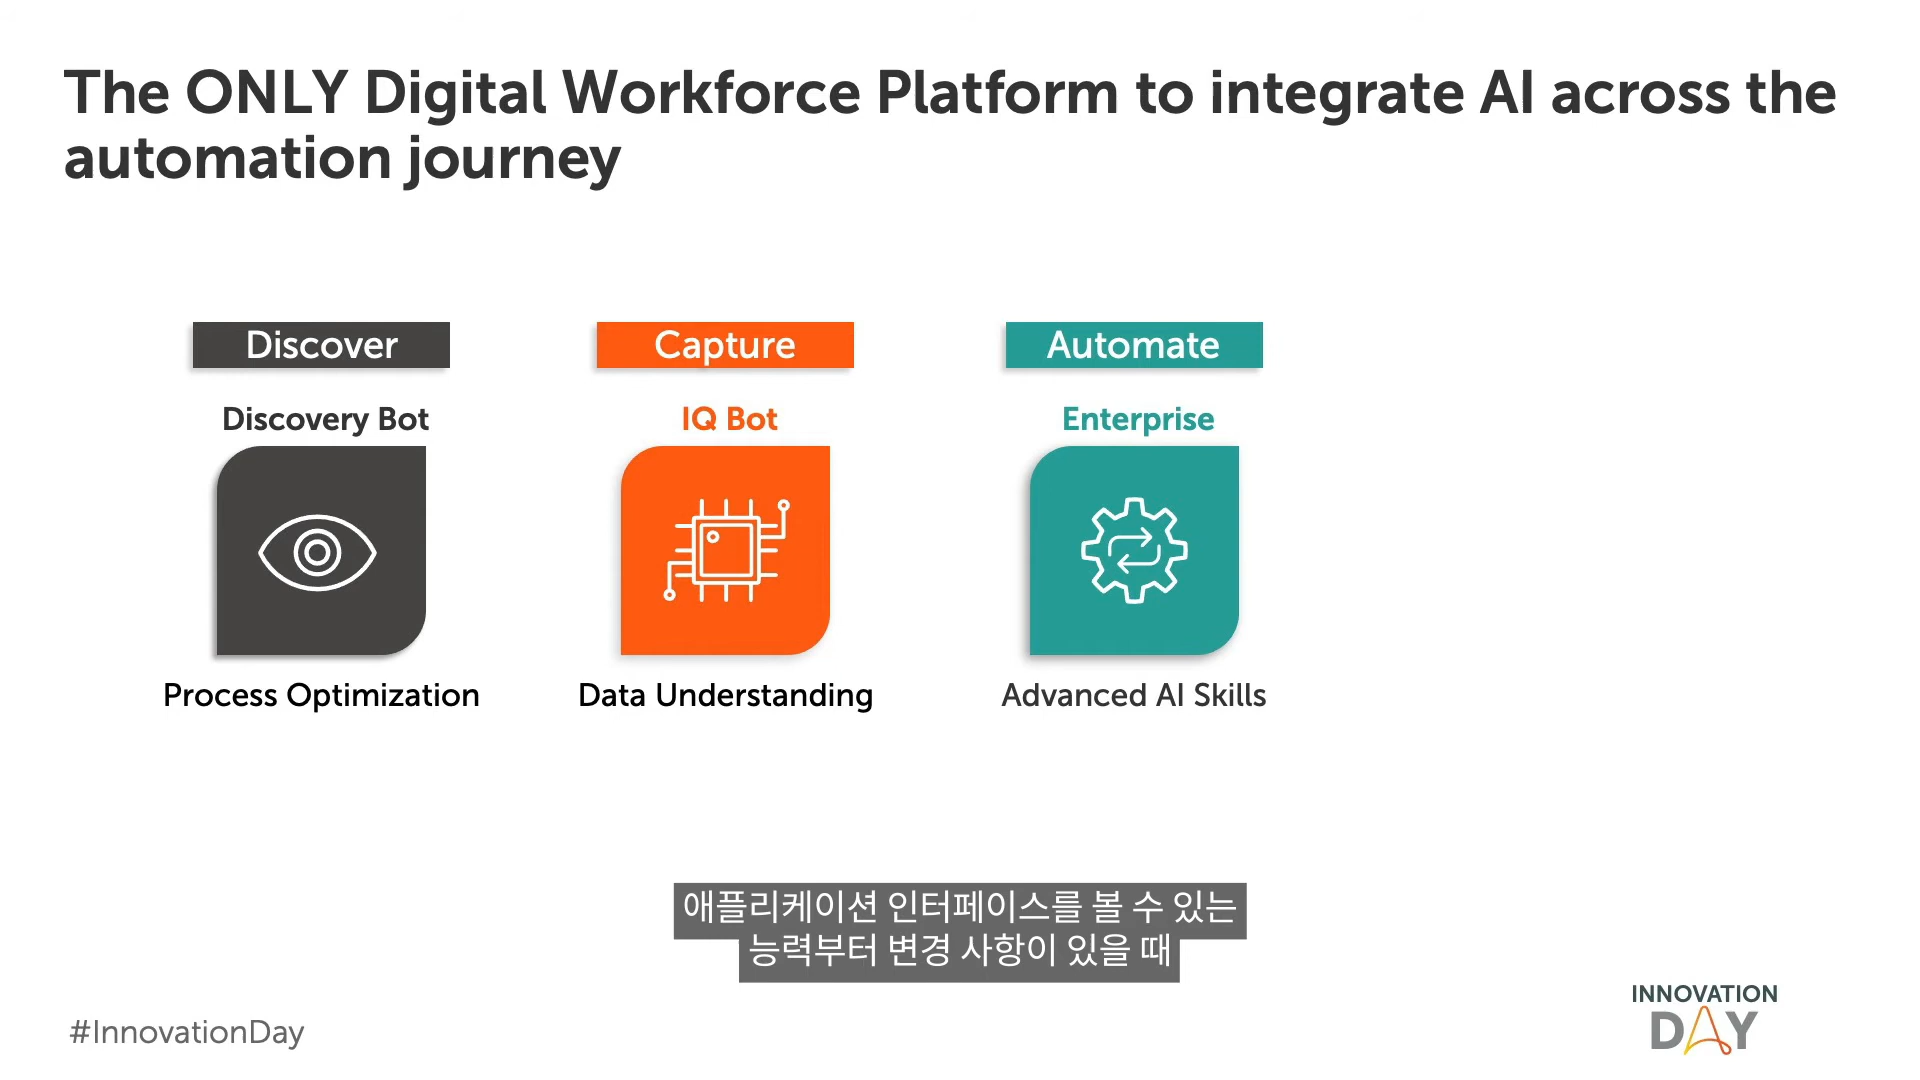 The ONLY Digital Workforce Platform to integrate AI across the
automation journey
Discover
Discovery Bot
Process Optimization
Capture
IQ Bot
Data Understanding
Automate
Enterprise
Advanced AI Skills
애플리케이션 인터페이스를 볼 수 있는
능력부터 변경 사항이 있을 때
#InnovationDay
INNOVATION
DAY